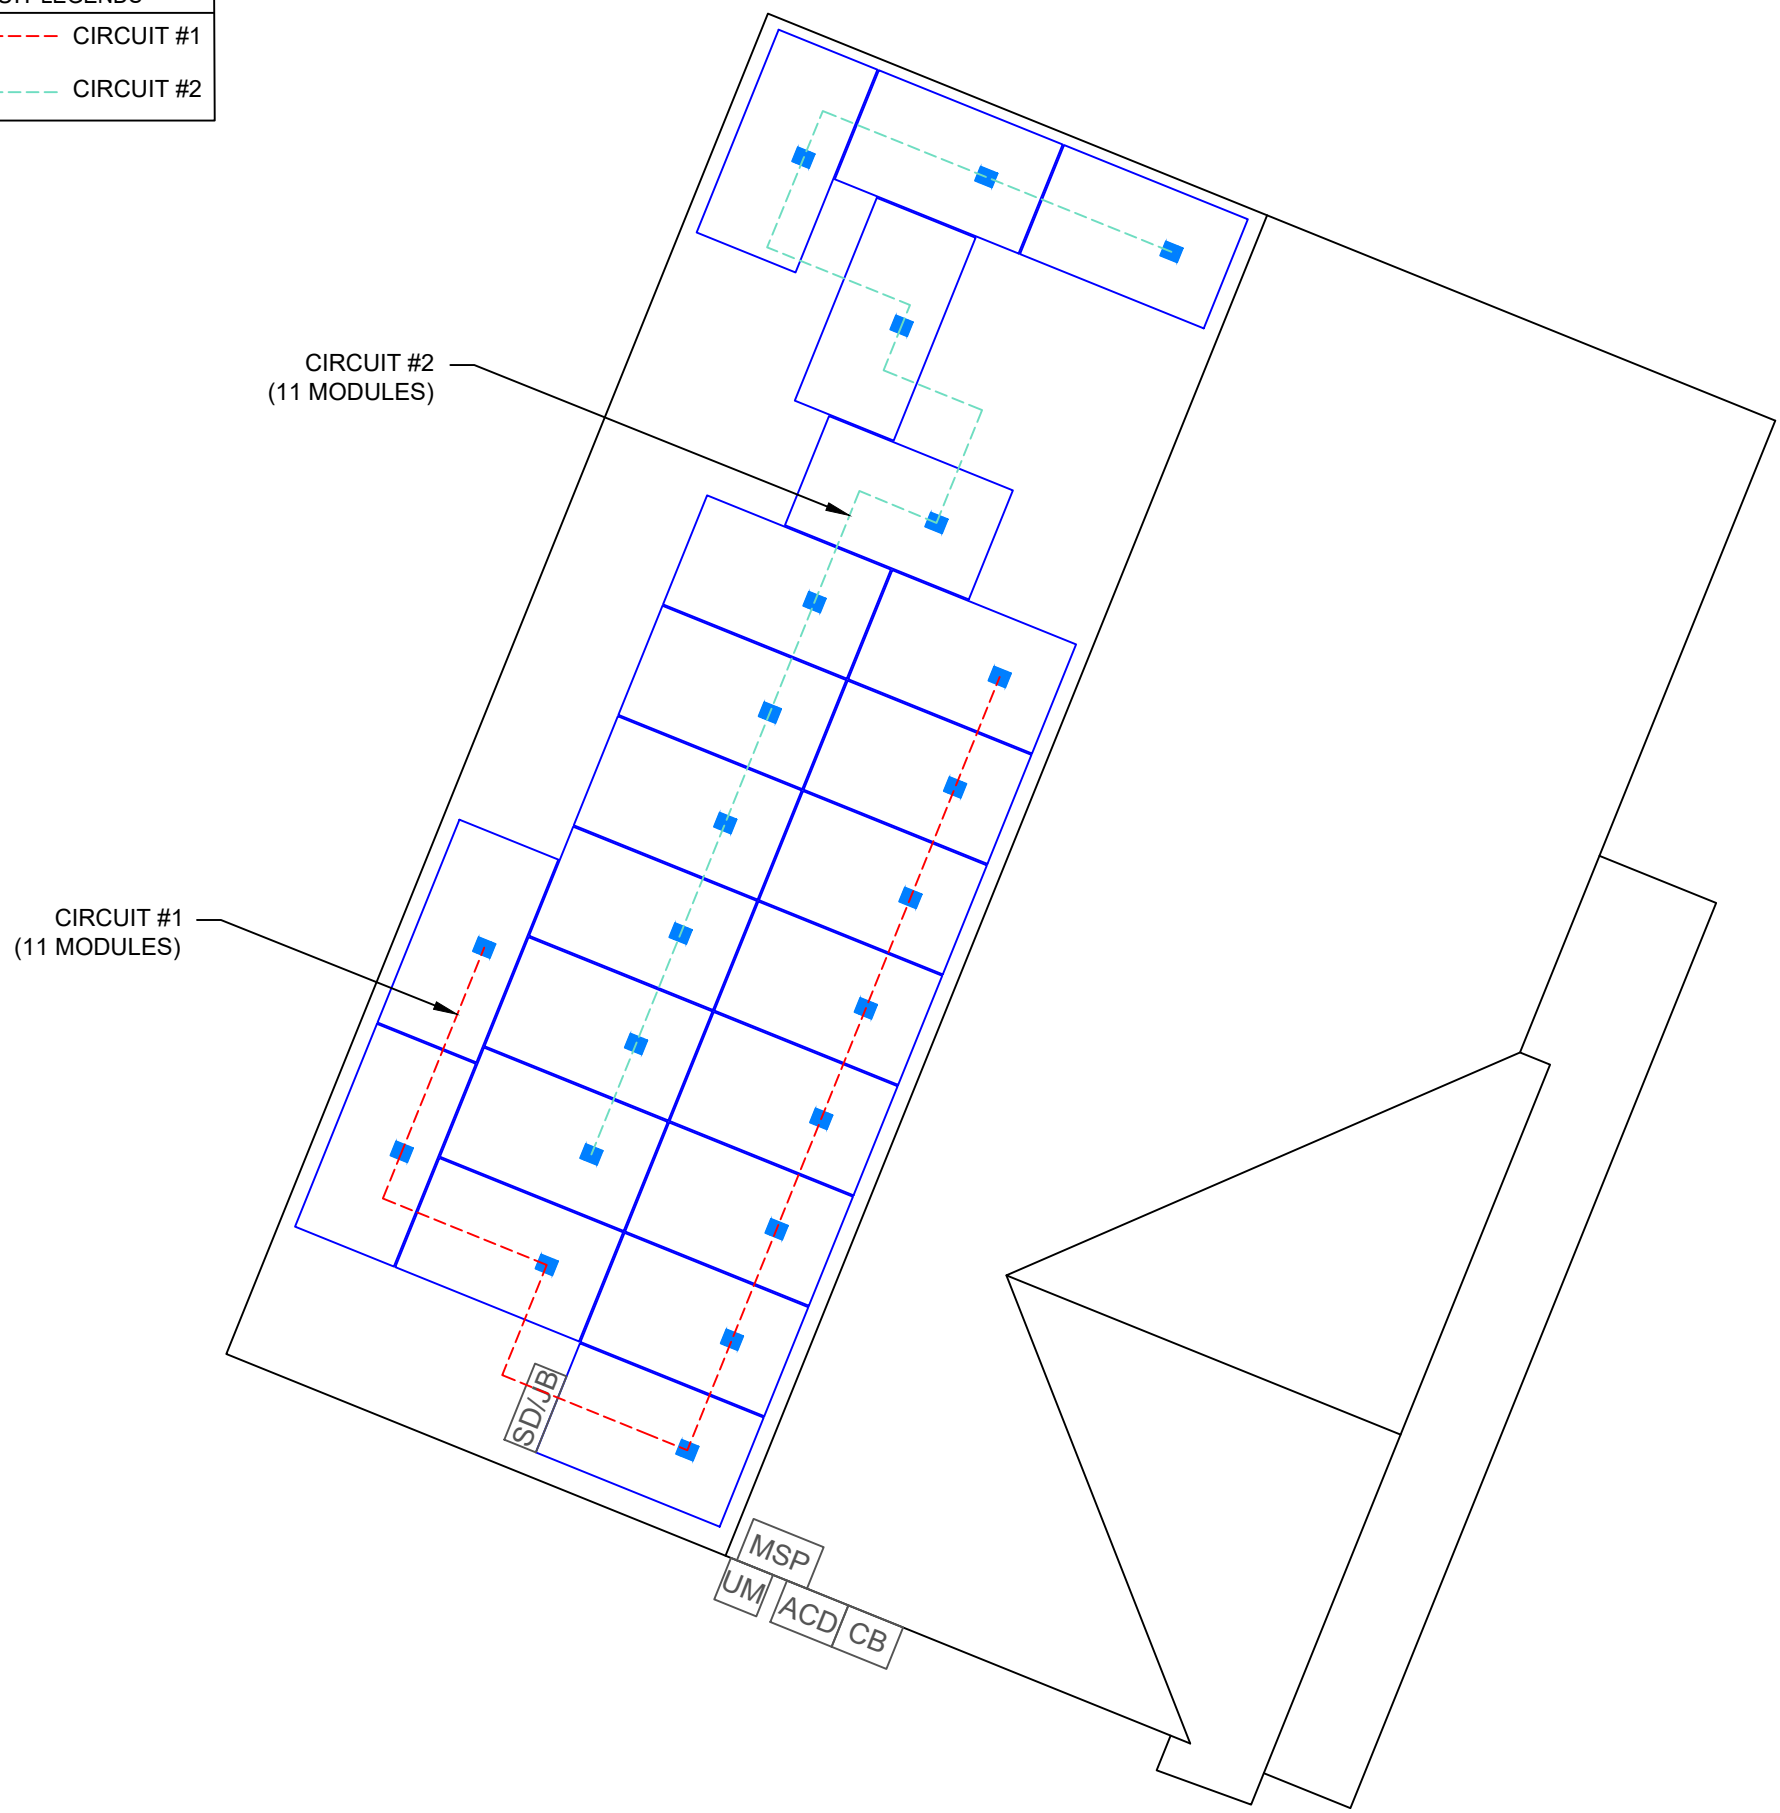 CIRCUIT #1
CIRCUIT #2
CIRCUIT #2
(11 MODULES)
CIRCUIT #1
(11 MODULES)
SD/JB
MSP
UM
ACD
CB